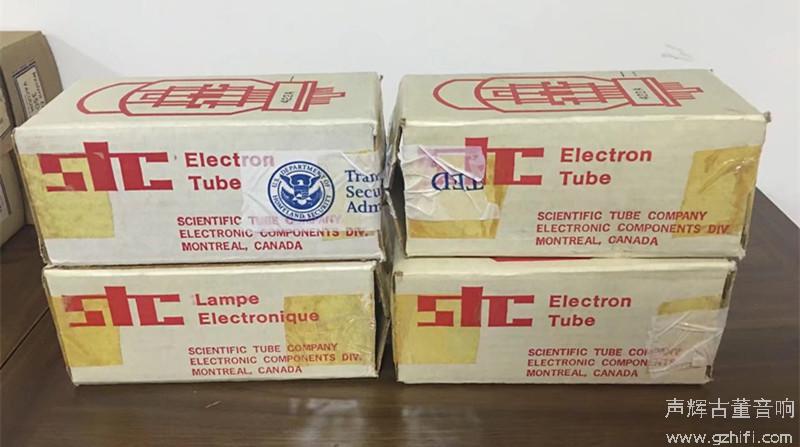 422A
stc
Electron
Tube
U.S. DEPARTMENT OF
HOMELAND SECURITY
Tran
Secu
Adm
SCIENTIFIC TUBE COMPANY
ELECTRONIC COMPONENTS DIV.
MONTREAL, CANADA
422A
stc
TED
Electron
Tube
SCIENTIFIC TUBE COMPANY
ELECTRONIC COMPONENTS DIV.
MONTREAL, CANADA
stc
Lampe
Electronique
SCIENTIFIC TUBE COMPANY
ELECTRONIC COMPONENTS DIV.
MONTREAL, CANADA
stc
Electron
Tube
SCIENTIFIC TUBE COMPANY
ELECTRONIC COMPONENTS DIV.
MONTREAL, CANADA
声辉古董音响
www.gzhifi.com